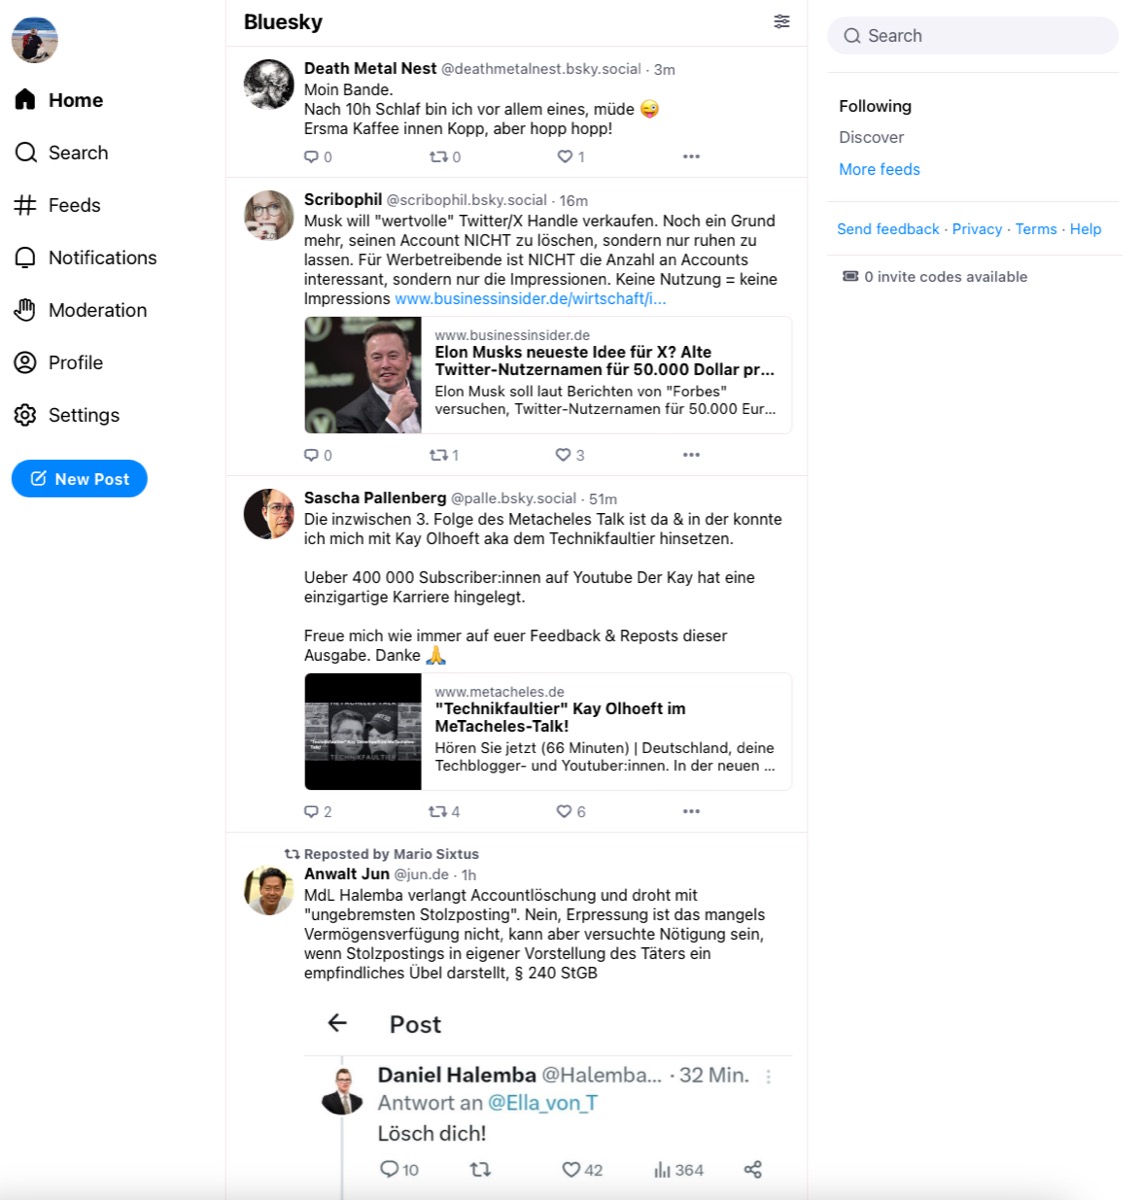 Home
Search
Feeds
Notifications
Moderation
Profile
Settings
New Post
Bluesky
Death Metal Nest @deathmetalnest.bsky.social · 3m
Moin Bande.
Nach 10h Schlaf bin ich vor allem eines, müde 😜
Ersma Kaffee innen Kopp, aber hopp hopp!
0 0 1 •••
Scribophil @scribophil.bsky.social · 16m
Musk will "wertvolle" Twitter/X Handle verkaufen. Noch ein Grund
mehr, seinen Account NICHT zu löschen, sondern nur ruhen zu
lassen. Für Werbetreibende ist NICHT die Anzahl an Accounts
interessant, sondern nur die Impressionen. Keine Nutzung = keine
Impressions www.businessinsider.de/wirtschaft/i...
www.businessinsider.de
Elon Musks neueste Idee für X? Alte
Twitter-Nutzernamen für 50.000 Dollar pr...
Elon Musk soll laut Berichten von "Forbes"
versuchen, Twitter-Nutzernamen für 50.000 Eur...
0 1 3 •••
Sascha Pallenberg @palle.bsky.social · 51m
Die inzwischen 3. Folge des Metacheles Talk ist da & in der konnte
ich mich mit Kay Olhoeft aka dem Technikfaultier hinsetzen.
Ueber 400 000 Subscriber:innen auf Youtube Der Kay hat eine
einzigartige Karriere hingelegt.
Freue mich wie immer auf euer Feedback & Reposts dieser
Ausgabe. Danke 🙏
METACHELES TALK
TECHNIKFAULTIER
www.metacheles.de
"Technikfaultier" Kay Olhoeft im
MeTacheles-Talk!
Hören Sie jetzt (66 Minuten) | Deutschland, deine
Techblogger- und Youtuber:innen. In der neuen ...
2 4 6 •••
Reposted by Mario Sixtus
Anwalt Jun @jun.de · 1h
MdL Halemba verlangt Accountlöschung und droht mit
"ungebremsten Stolzposting". Nein, Erpressung ist das mangels
Vermögensverfügung nicht, kann aber versuchte Nötigung sein,
wenn Stolzpostings in eigener Vorstellung des Täters ein
empfindliches Übel darstellt, § 240 StGB
Post
Daniel Halemba @Halemba... · 32 Min.
Antwort an @Ella_von_T
Lösch dich!
10 42 364
Search
Following
Discover
More feeds
Send feedback · Privacy · Terms · Help
0 invite codes available